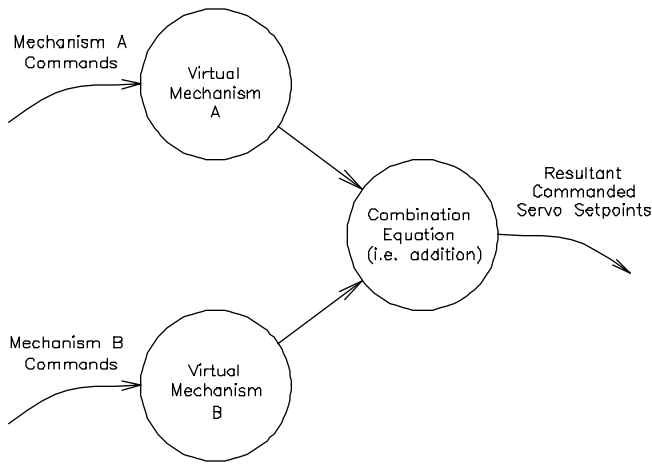 Mechanism A
Commands
Virtual
Mechanism
A
Resultant
Commanded
Servo Setpoints
Combination
Equation
(i.e. addition)
Mechanism B
Commands
Virtual
Mechanism
B